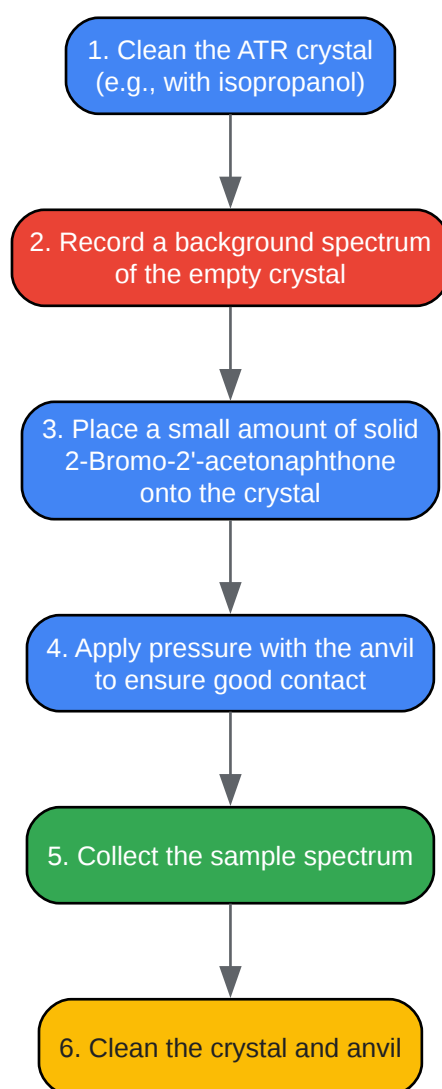 1. Clean the ATR crystal
(e.g., with isopropanol)
2. Record a background spectrum
of the empty crystal
3. Place a small amount of solid
2-Bromo-2'-acetonaphthone
onto the crystal
4. Apply pressure with the anvil
to ensure good contact
5. Collect the sample spectrum
6. Clean the crystal and anvil